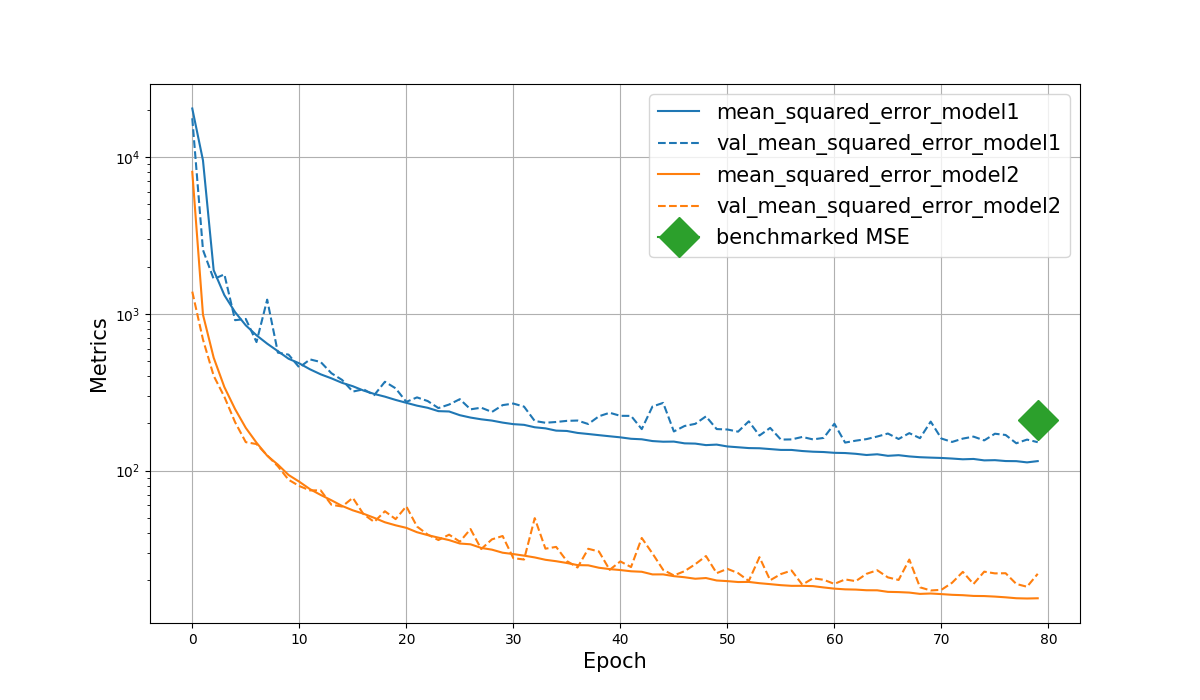 mean_squared_error_model1
val_mean_squared_error_model1
mean_squared_error_model2
val_mean_squared_error_model2
benchmarked MSE
Metrics
10^4
10^3
10^2
0 10 20 30 40 50 60 70 80
Epoch